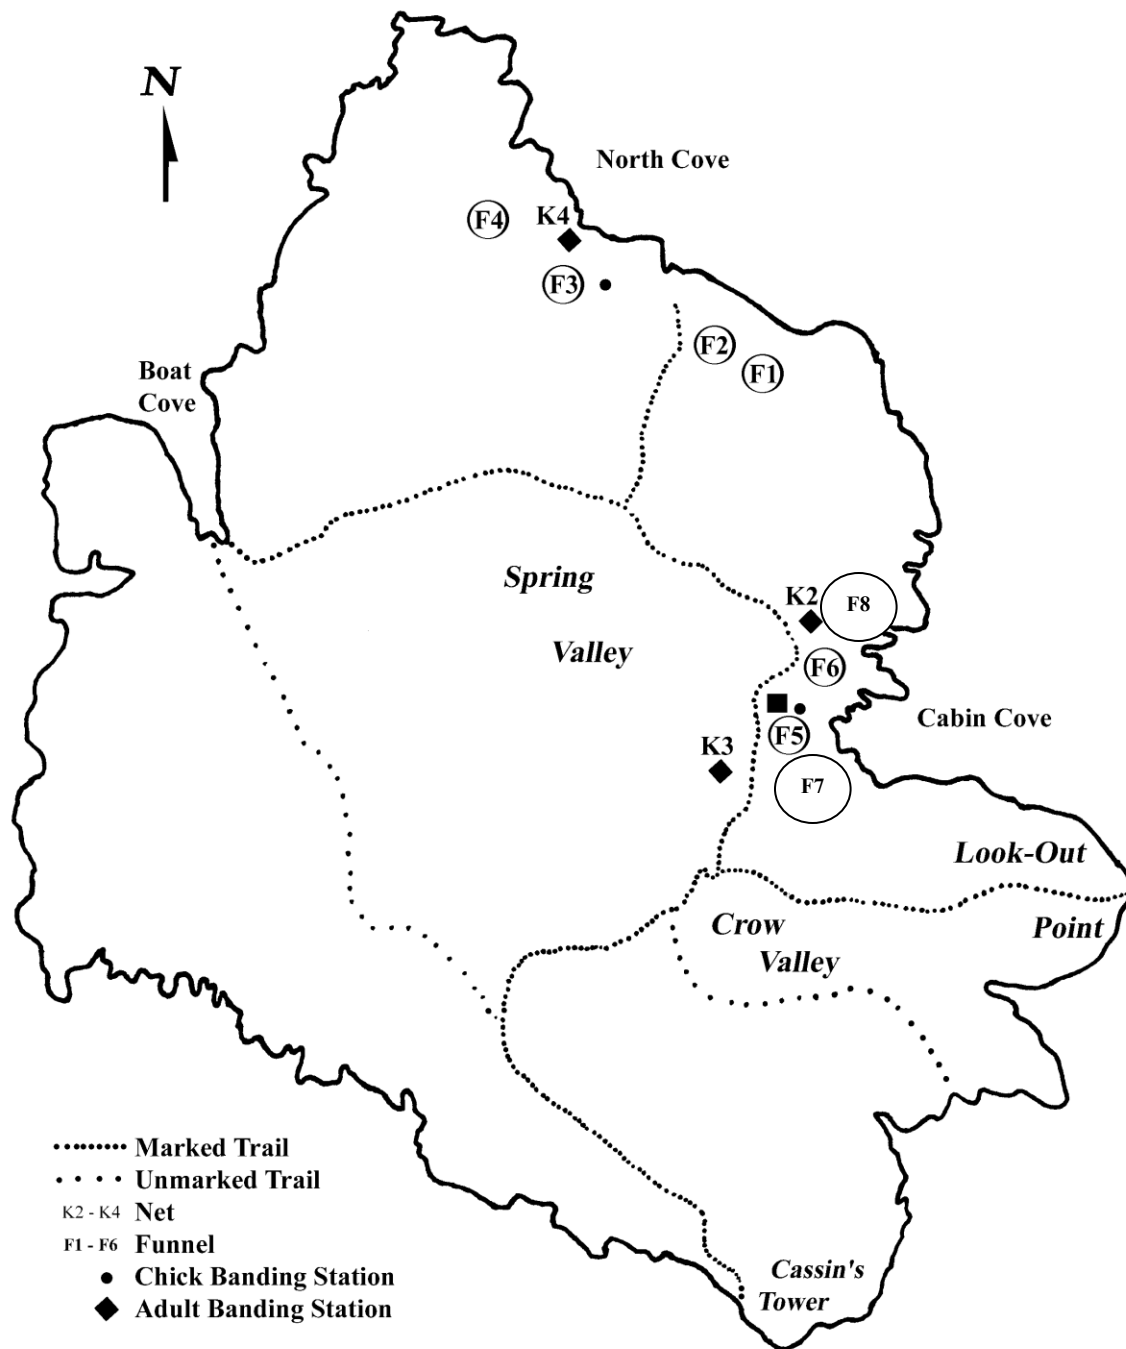 N
North Cove
F4
K4
F3
Boat
Cove
F2
F1
Spring
Valley
K2
F8
F6
Cabin Cove
F5
K3
F7
Look-Out
Point
Crow
Valley
Marked Trail
Unmarked Trail
K2 - K4 Net
F1 - F6 Funnel
Chick Banding Station
Adult Banding Station
Cassin's
Tower